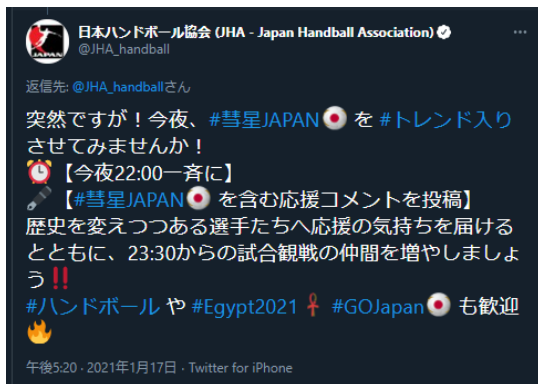 日本ハンドボール協会 (JHA - Japan Handball Association)
@JHA_handball
返信先: @JHA_handballさん
突然ですが！今夜、#彗星JAPAN🇯🇵 を #トレンド入り
させてみませんか！
⏰【今夜22:00一斉に】
🎤【#彗星JAPAN🇯🇵 を含む応援コメントを投稿】
歴史を変えつつある選手たちへ応援の気持ちを届ける
とともに、23:30からの試合観戦の仲間を増やしましょ
う‼️
#ハンドボール や #Egypt2021 #GOJapan🇯🇵 も歓迎
🔥
午後5:20 · 2021年1月17日 · Twitter for iPhone
JAPAN